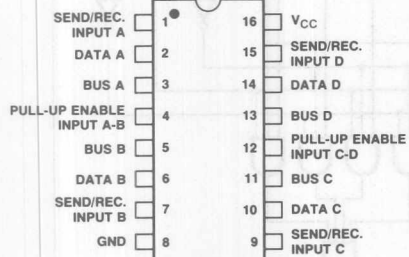 SEND/REC.
INPUT A
1
16
VCC
DATA A
2
15
SEND/REC.
INPUT D
BUS A
3
14
DATA D
PULL-UP ENABLE
INPUT A-B
4
13
BUS D
BUS B
5
12
PULL-UP ENABLE
INPUT C-D
DATA B
6
11
BUS C
SEND/REC.
INPUT B
7
10
DATA C
GND
8
9
SEND/REC.
INPUT C